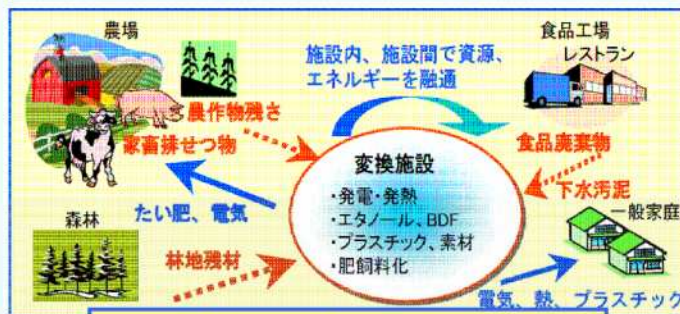 農場
農作物残さ
家畜排せつ物
施設内、施設間で資源、
エネルギーを融通
食品工場
レストラン
食品廃棄物
下水汚泥
変換施設
・発電・発熱
・エタノール、BDF
・プラスチック、素材
・肥飼料化
たい肥、電気
森林
林地残材
一般家庭
電気、熱、プラスチック